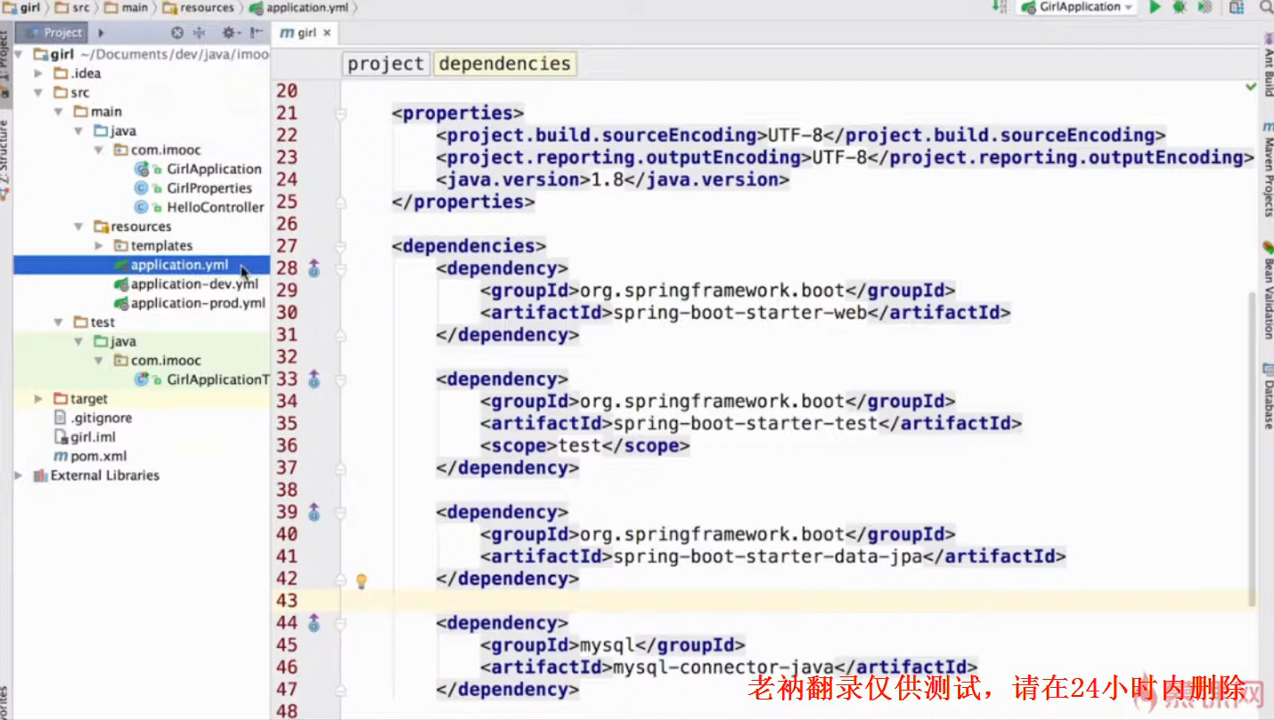 girl src main resources application.yml
GirlApplication
Project
girl
girl ~/Documents/dev/java/imoo
.idea
src
main
java
com.imooc
GirlApplication
GirlProperties
HelloController
resources
templates
application.yml
application-dev.yml
application-prod.yml
test
java
com.imooc
GirlApplicationT
target
.gitignore
girl.iml
pom.xml
External Libraries
Project
Structure
project dependencies
20
21 <properties>
22 <project.build.sourceEncoding>UTF-8</project.build.sourceEncoding>
23 <project.reporting.outputEncoding>UTF-8</project.reporting.outputEncoding>
24 <java.version>1.8</java.version>
25 </properties>
26
27 <dependencies>
28 <dependency>
29 <groupId>org.springframework.boot</groupId>
30 <artifactId>spring-boot-starter-web</artifactId>
31 </dependency>
32
33 <dependency>
34 <groupId>org.springframework.boot</groupId>
35 <artifactId>spring-boot-starter-test</artifactId>
36 <scope>test</scope>
37 </dependency>
38
39 <dependency>
40 <groupId>org.springframework.boot</groupId>
41 <artifactId>spring-boot-starter-data-jpa</artifactId>
42 </dependency>
43
44 <dependency>
45 <groupId>mysql</groupId>
46 <artifactId>mysql-connector-java</artifactId>
47 </dependency>
48
Ant Build
Maven Projects
Bean Validation
Database
老衲翻录仅供测试，请在24小时内删除
慕课网